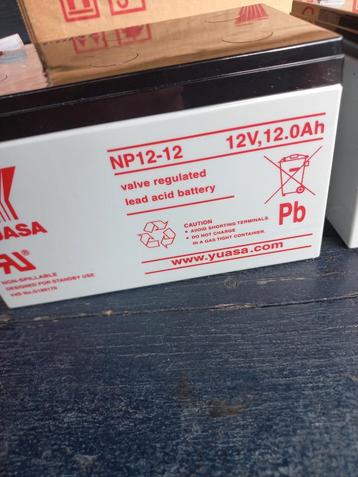 NP12-12 12V,12.0Ah
valve regulated
lead acid battery
YUASA
CAUTION
• AVOID SHORTING TERMINALS.
• DO NOT CHARGE
IN A GAS TIGHT CONTAINER.
Pb
www.yuasa.com
NON-SPILLABLE
DESIGNED FOR STANDBY USE